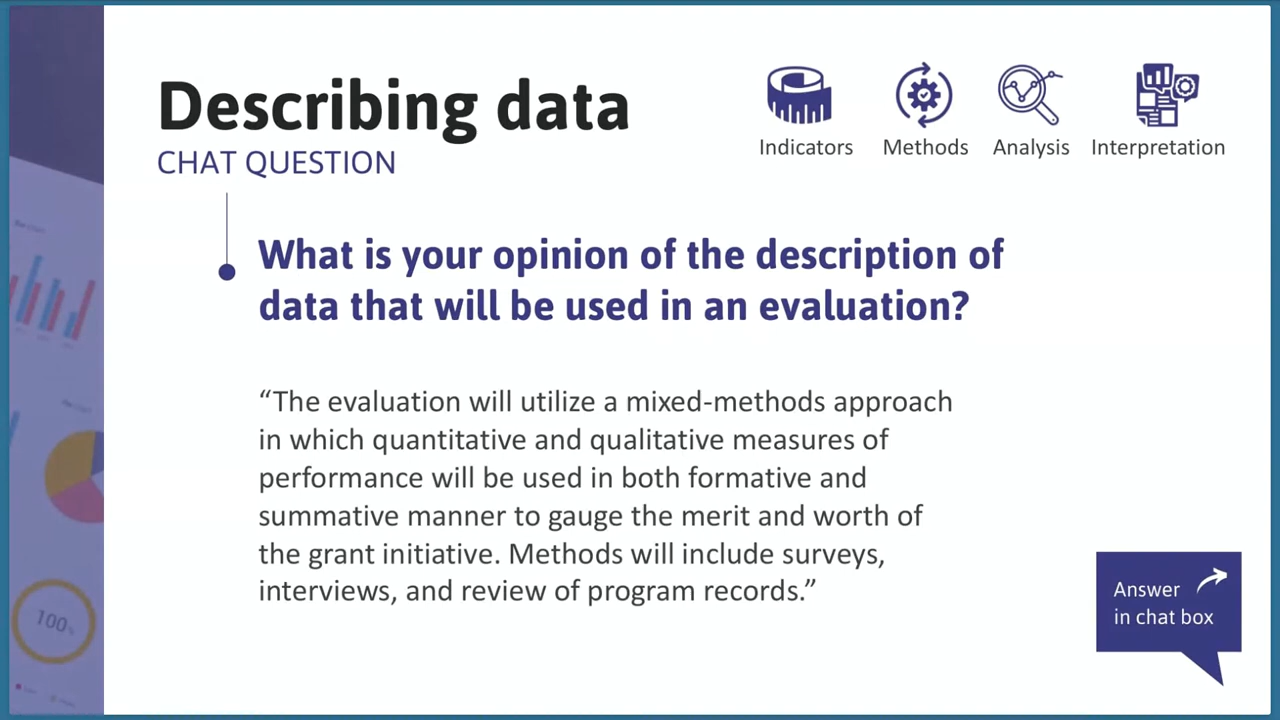 Describing data
CHAT QUESTION
Indicators
Methods
Analysis
Interpretation
What is your opinion of the description of
data that will be used in an evaluation?
“The evaluation will utilize a mixed-methods approach
in which quantitative and qualitative measures of
performance will be used in both formative and
summative manner to gauge the merit and worth of
the grant initiative. Methods will include surveys,
interviews, and review of program records.”
Answer
in chat box
100%